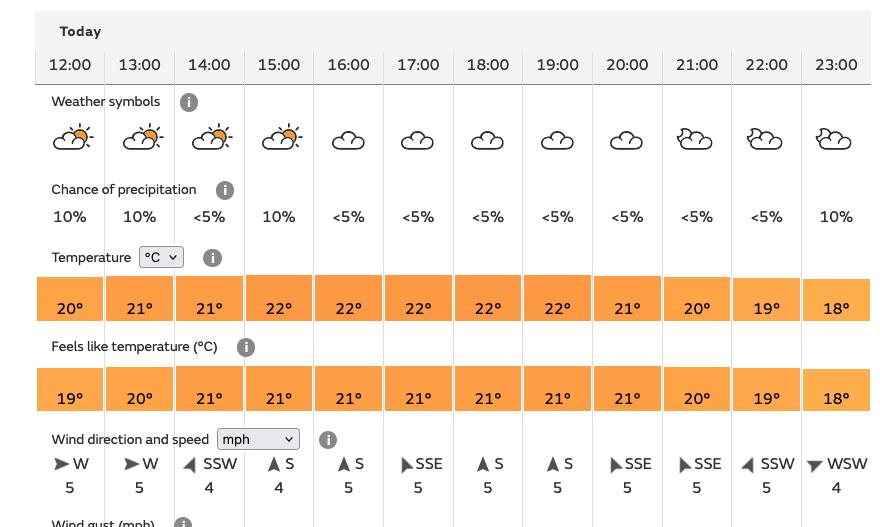 Today
12:00 13:00 14:00 15:00 16:00 17:00 18:00 19:00 20:00 21:00 22:00 23:00
Weather symbols i
Chance of precipitation i
10% 10% <5% 10% <5% <5% <5% <5% <5% <5% <5% 10%
Temperature °C i
20° 21° 21° 22° 22° 22° 22° 22° 21° 20° 19° 18°
Feels like temperature (°C) i
19° 20° 21° 21° 21° 21° 21° 21° 21° 20° 19° 18°
Wind direction and speed mph i
W W SSW S S SSE S S SSE SSE SSW WSW
5 5 4 4 5 5 5 5 5 5 5 4
Wind gust (mph) i